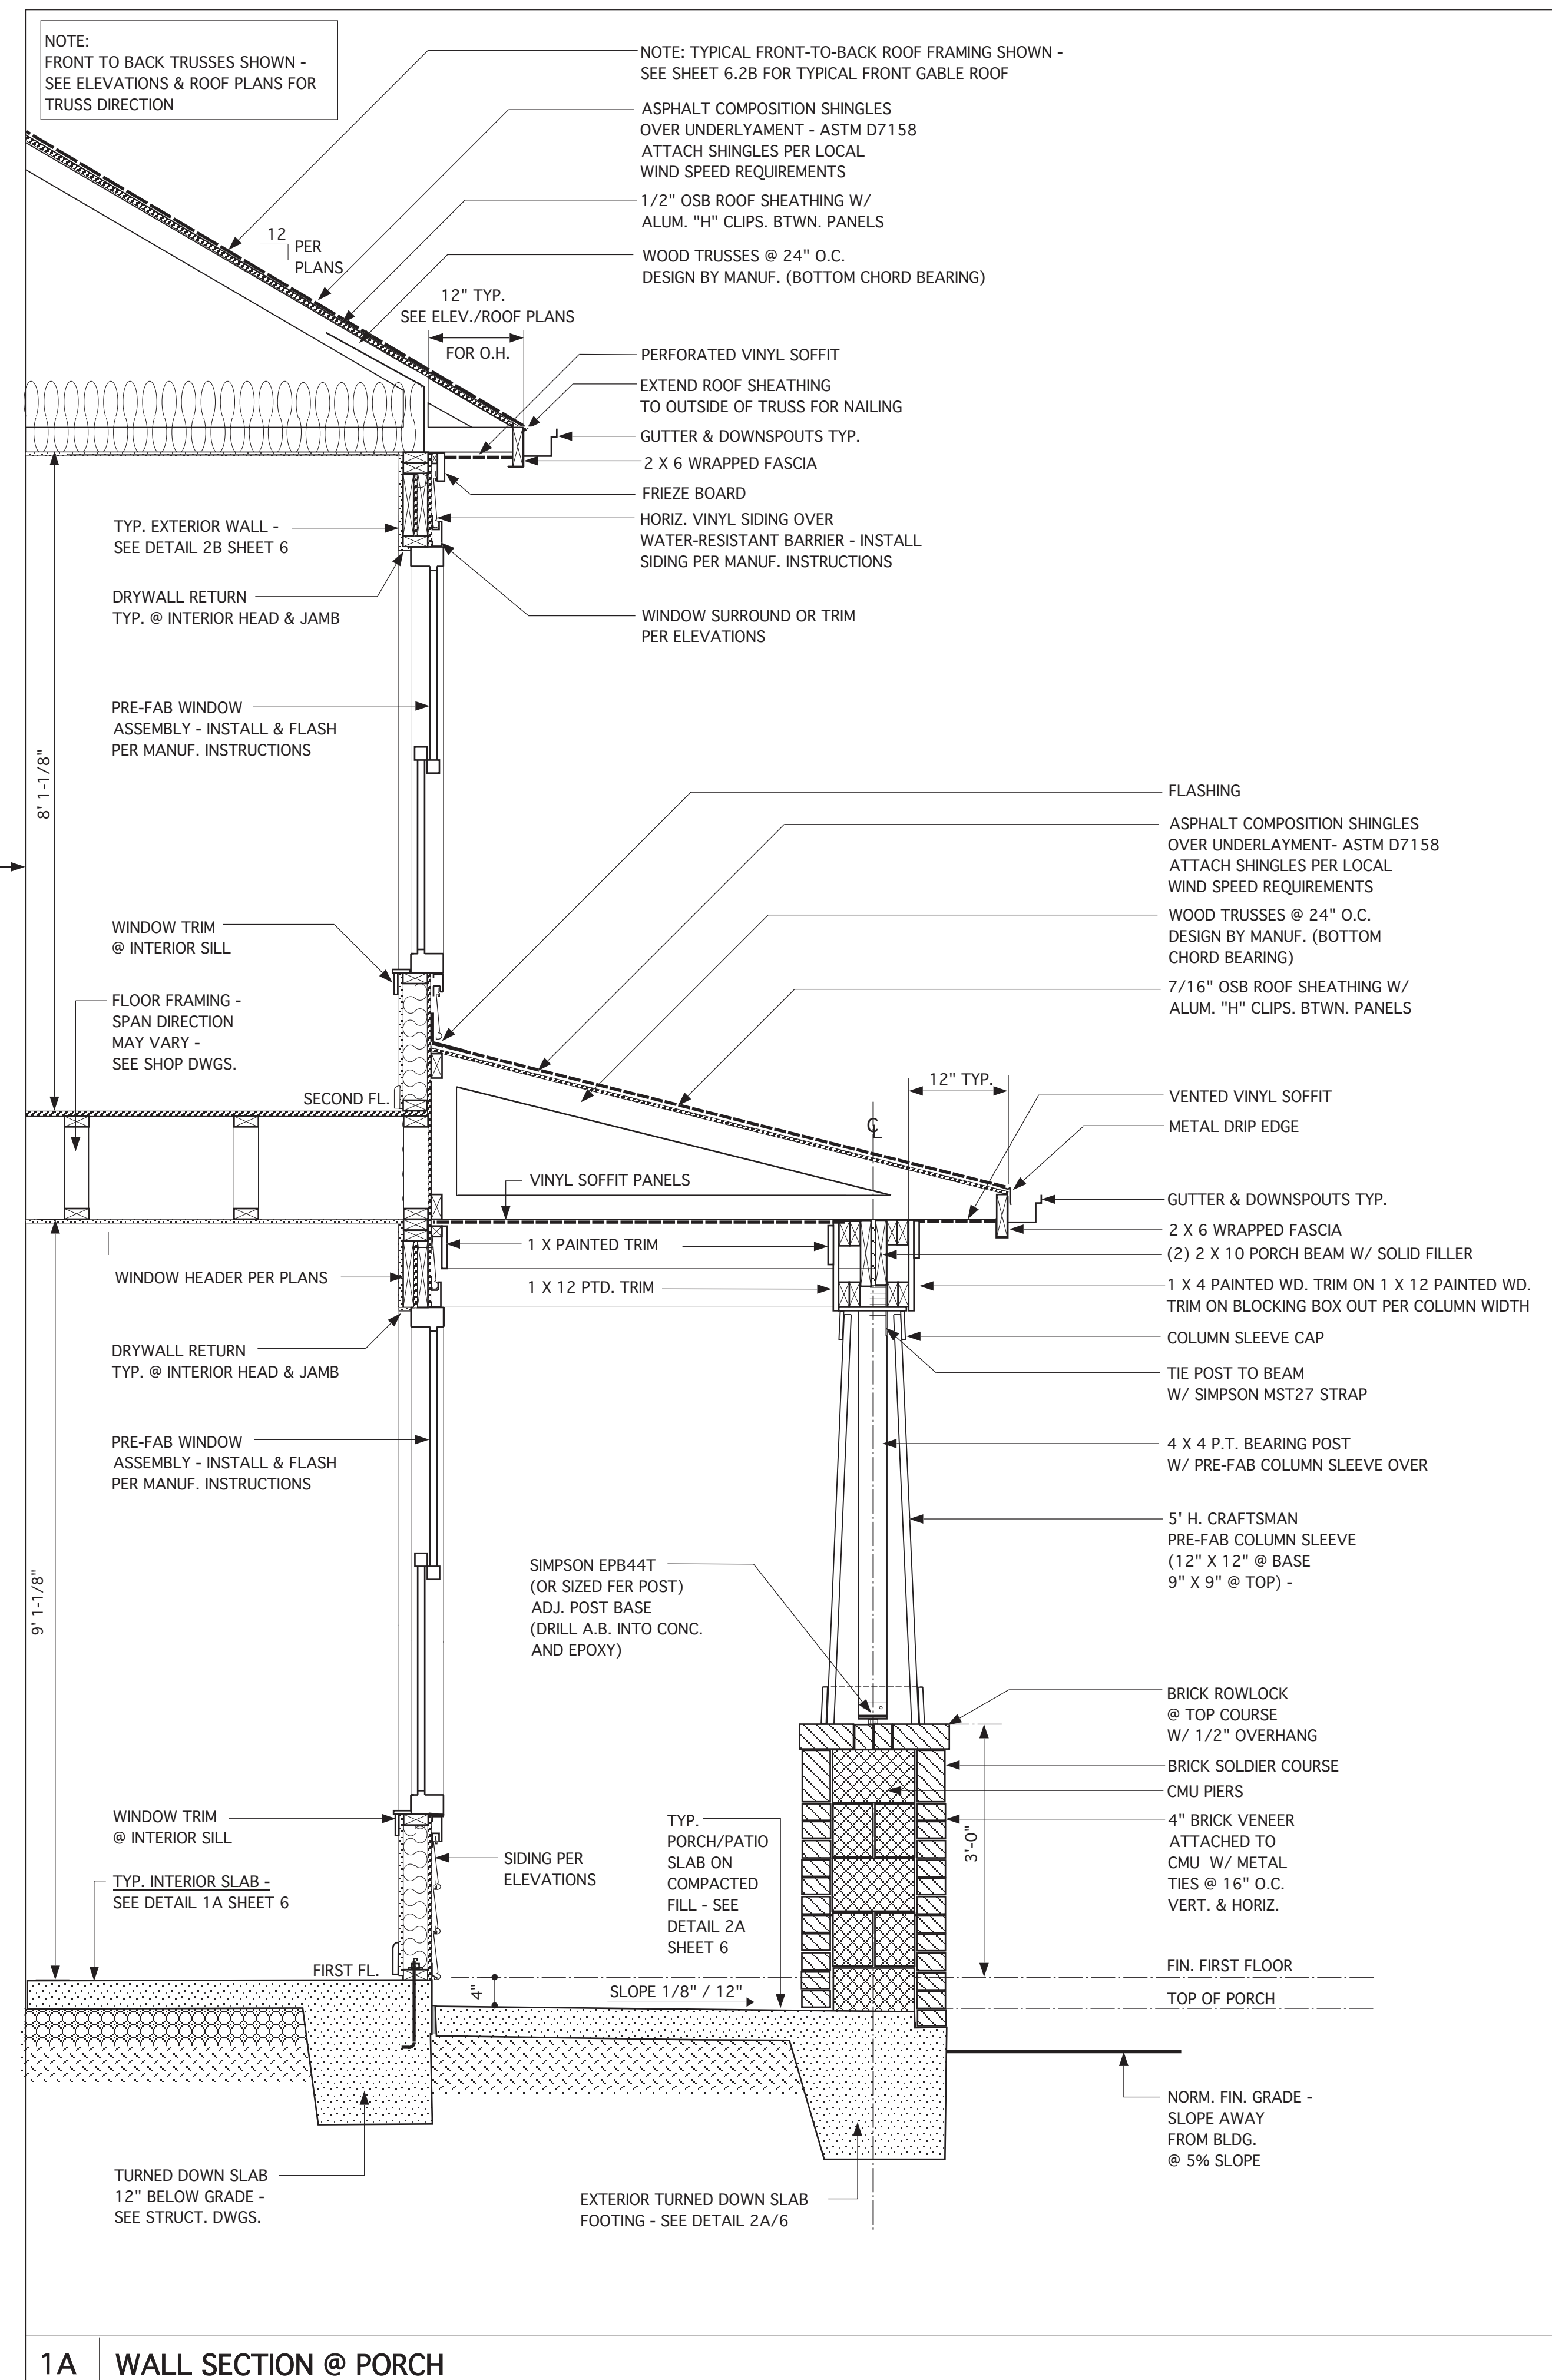 NOTE:
FRONT TO BACK TRUSSES SHOWN -
SEE ELEVATIONS & ROOF PLANS FOR
TRUSS DIRECTION
NOTE: TYPICAL FRONT-TO-BACK ROOF FRAMING SHOWN -
SEE SHEET 6.2B FOR TYPICAL FRONT GABLE ROOF
ASPHALT COMPOSITION SHINGLES
OVER UNDERLYAMENT - ASTM D7158
ATTACH SHINGLES PER LOCAL
WIND SPEED REQUIREMENTS
1/2" OSB ROOF SHEATHING W/
ALUM. "H" CLIPS. BTWN. PANELS
12
PER
PLANS
WOOD TRUSSES @ 24" O.C.
DESIGN BY MANUF. (BOTTOM CHORD BEARING)
12" TYP.
SEE ELEV./ROOF PLANS
FOR O.H.
PERFORATED VINYL SOFFIT
EXTEND ROOF SHEATHING
TO OUTSIDE OF TRUSS FOR NAILING
GUTTER & DOWNSPOUTS TYP.
2 X 6 WRAPPED FASCIA
FRIEZE BOARD
HORIZ. VINYL SIDING OVER
WATER-RESISTANT BARRIER - INSTALL
SIDING PER MANUF. INSTRUCTIONS
TYP. EXTERIOR WALL -
SEE DETAIL 2B SHEET 6
DRYWALL RETURN
TYP. @ INTERIOR HEAD & JAMB
WINDOW SURROUND OR TRIM
PER ELEVATIONS
PRE-FAB WINDOW
ASSEMBLY - INSTALL & FLASH
PER MANUF. INSTRUCTIONS
8' 1-1/8"
FLASHING
ASPHALT COMPOSITION SHINGLES
OVER UNDERLAYMENT- ASTM D7158
ATTACH SHINGLES PER LOCAL
WIND SPEED REQUIREMENTS
WINDOW TRIM
@ INTERIOR SILL
WOOD TRUSSES @ 24" O.C.
DESIGN BY MANUF. (BOTTOM
CHORD BEARING)
FLOOR FRAMING -
SPAN DIRECTION
MAY VARY -
SEE SHOP DWGS.
7/16" OSB ROOF SHEATHING W/
ALUM. "H" CLIPS. BTWN. PANELS
SECOND FL.
12" TYP.
CL
VENTED VINYL SOFFIT
METAL DRIP EDGE
VINYL SOFFIT PANELS
GUTTER & DOWNSPOUTS TYP.
2 X 6 WRAPPED FASCIA
1 X PAINTED TRIM
(2) 2 X 10 PORCH BEAM W/ SOLID FILLER
WINDOW HEADER PER PLANS
1 X 12 PTD. TRIM
1 X 4 PAINTED WD. TRIM ON 1 X 12 PAINTED WD.
TRIM ON BLOCKING BOX OUT PER COLUMN WIDTH
COLUMN SLEEVE CAP
DRYWALL RETURN
TYP. @ INTERIOR HEAD & JAMB
TIE POST TO BEAM
W/ SIMPSON MST27 STRAP
PRE-FAB WINDOW
ASSEMBLY - INSTALL & FLASH
PER MANUF. INSTRUCTIONS
4 X 4 P.T. BEARING POST
W/ PRE-FAB COLUMN SLEEVE OVER
5' H. CRAFTSMAN
PRE-FAB COLUMN SLEEVE
(12" X 12" @ BASE
9" X 9" @ TOP) -
9' 1-1/8"
SIMPSON EPB44T
(OR SIZED FER POST)
ADJ. POST BASE
(DRILL A.B. INTO CONC.
AND EPOXY)
BRICK ROWLOCK
@ TOP COURSE
W/ 1/2" OVERHANG
BRICK SOLDIER COURSE
CMU PIERS
WINDOW TRIM
@ INTERIOR SILL
TYP.
PORCH/PATIO
SLAB ON
COMPACTED
FILL - SEE
DETAIL 2A
SHEET 6
3'-0"
4" BRICK VENEER
ATTACHED TO
CMU W/ METAL
TIES @ 16" O.C.
VERT. & HORIZ.
SIDING PER
ELEVATIONS
TYP. INTERIOR SLAB -
SEE DETAIL 1A SHEET 6
FIRST FL.
FIN. FIRST FLOOR
4"
SLOPE 1/8" / 12"
TOP OF PORCH
NORM. FIN. GRADE -
SLOPE AWAY
FROM BLDG.
@ 5% SLOPE
TURNED DOWN SLAB
12" BELOW GRADE -
SEE STRUCT. DWGS.
EXTERIOR TURNED DOWN SLAB
FOOTING - SEE DETAIL 2A/6
1A
WALL SECTION @ PORCH